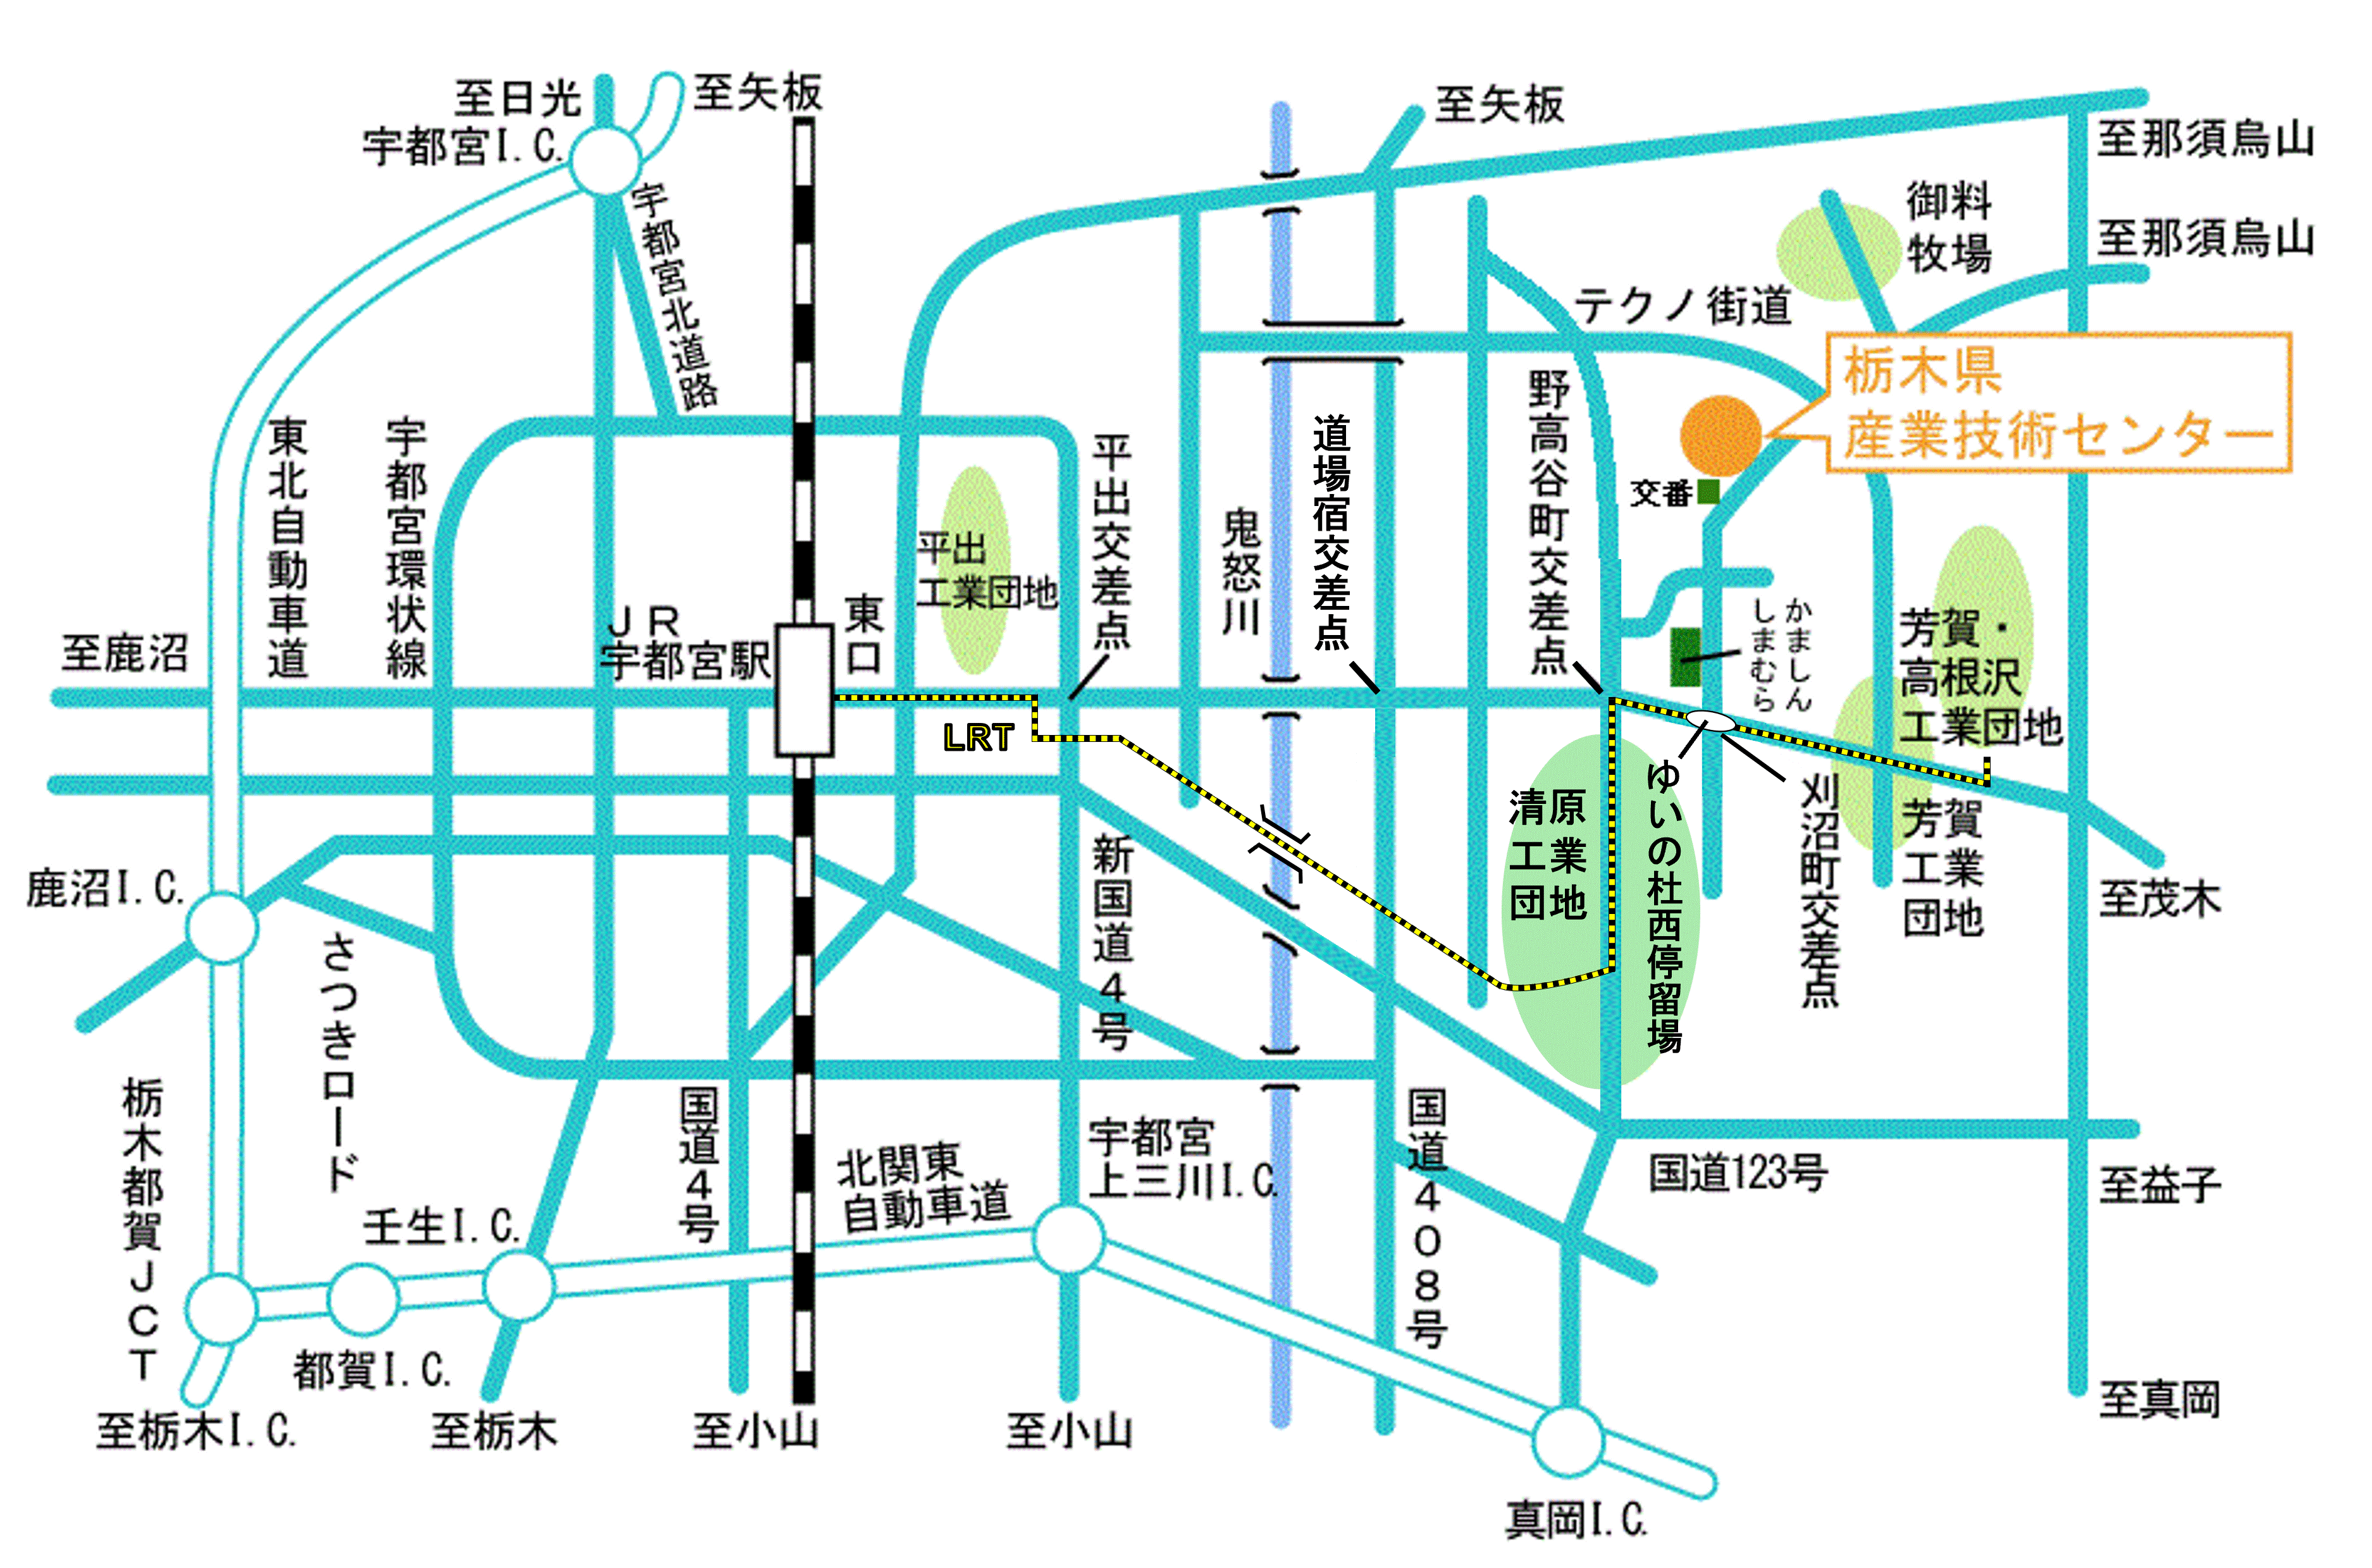 至日光
至矢板
宇都宮I.C.
宇都宮北道路
至矢板
至那須烏山
御料
牧場
至那須烏山
テクノ街道
栃木県
産業技術センター
交番
東北自動車道
宇都宮環状線
平出
工業団地
平出交差点
鬼怒川
道場宿交差点
野高谷町交差点
至鹿沼
JR
宇都宮駅
東口
LRT
かましん
しまむら
芳賀・
高根沢
工業団地
清原
工業
団地
ゆいの杜西停留場
刈沼町交差点
芳賀
工業
団地
至茂木
鹿沼I.C.
さつきロード
新国道4号
国道4号
宇都宮
上三川I.C.
北関東
自動車道
国道408号
国道123号
至益子
栃木都賀JCT
壬生I.C.
都賀I.C.
至栃木I.C.
至栃木
至小山
至小山
至真岡
真岡I.C.